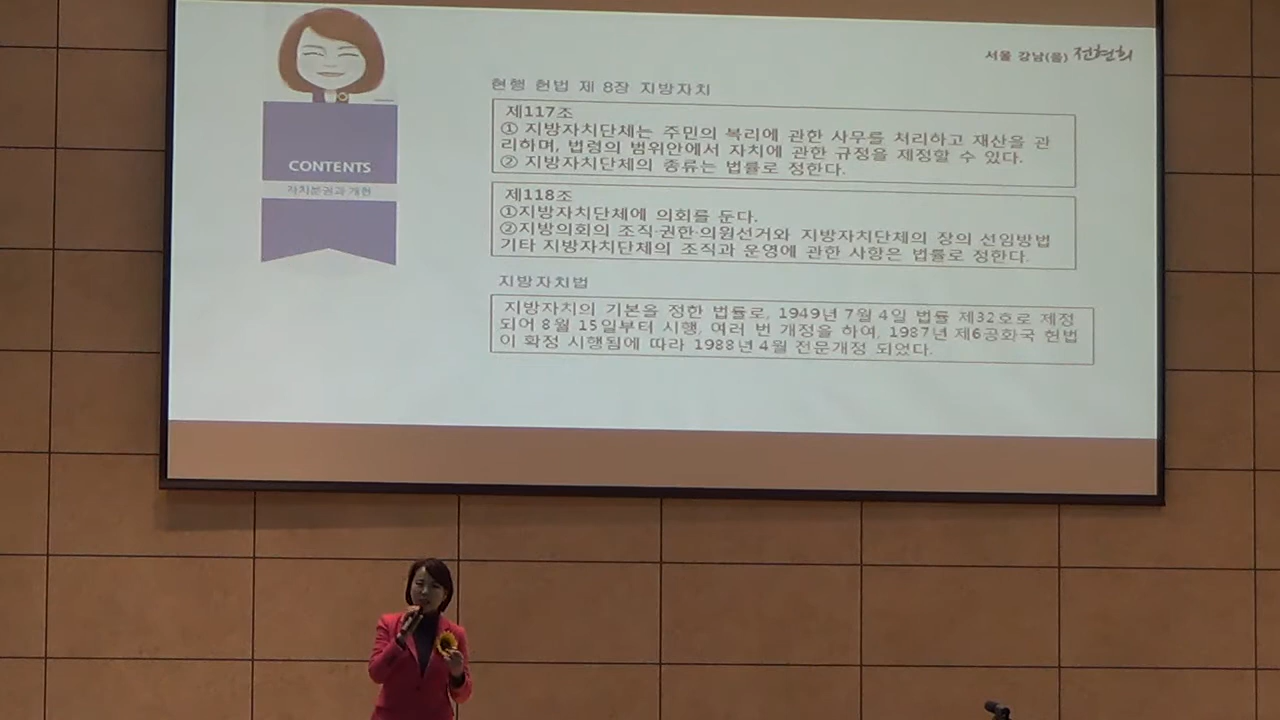 서울 강남(을) 전현희
CONTENTS
자치분권과 개헌
현행 헌법 제 8장 지방자치
제117조
① 지방자치단체는 주민의 복리에 관한 사무를 처리하고 재산을 관
리하며, 법령의 범위안에서 자치에 관한 규정을 제정할 수 있다.
② 지방자치단체의 종류는 법률로 정한다.
제118조
①지방자치단체에 의회를 둔다.
②지방의회의 조직·권한·의원선거와 지방자치단체의 장의 선임방법
기타 지방자치단체의 조직과 운영에 관한 사항은 법률로 정한다.
지방자치법
지방자치의 기본을 정한 법률로, 1949년 7월 4일 법률 제32호로 제정
되어 8월 15일부터 시행, 여러 번 개정을 하여, 1987년 제6공화국 헌법
이 확정 시행됨에 따라 1988년 4월 전문개정 되었다.